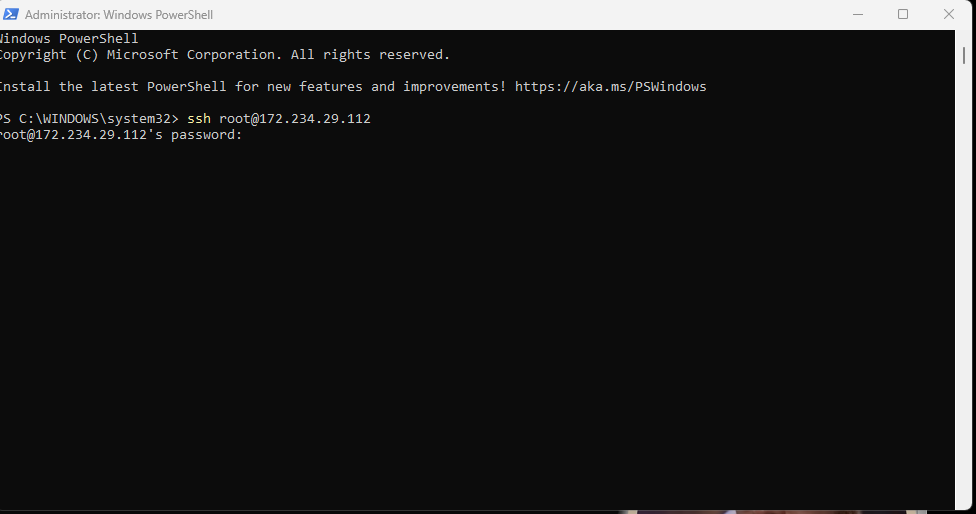 Administrator: Windows PowerShell
Windows PowerShell
Copyright (C) Microsoft Corporation. All rights reserved.
Install the latest PowerShell for new features and improvements! https://aka.ms/PSWindows
PS C:\WINDOWS\system32> ssh root@172.234.29.112
root@172.234.29.112's password: